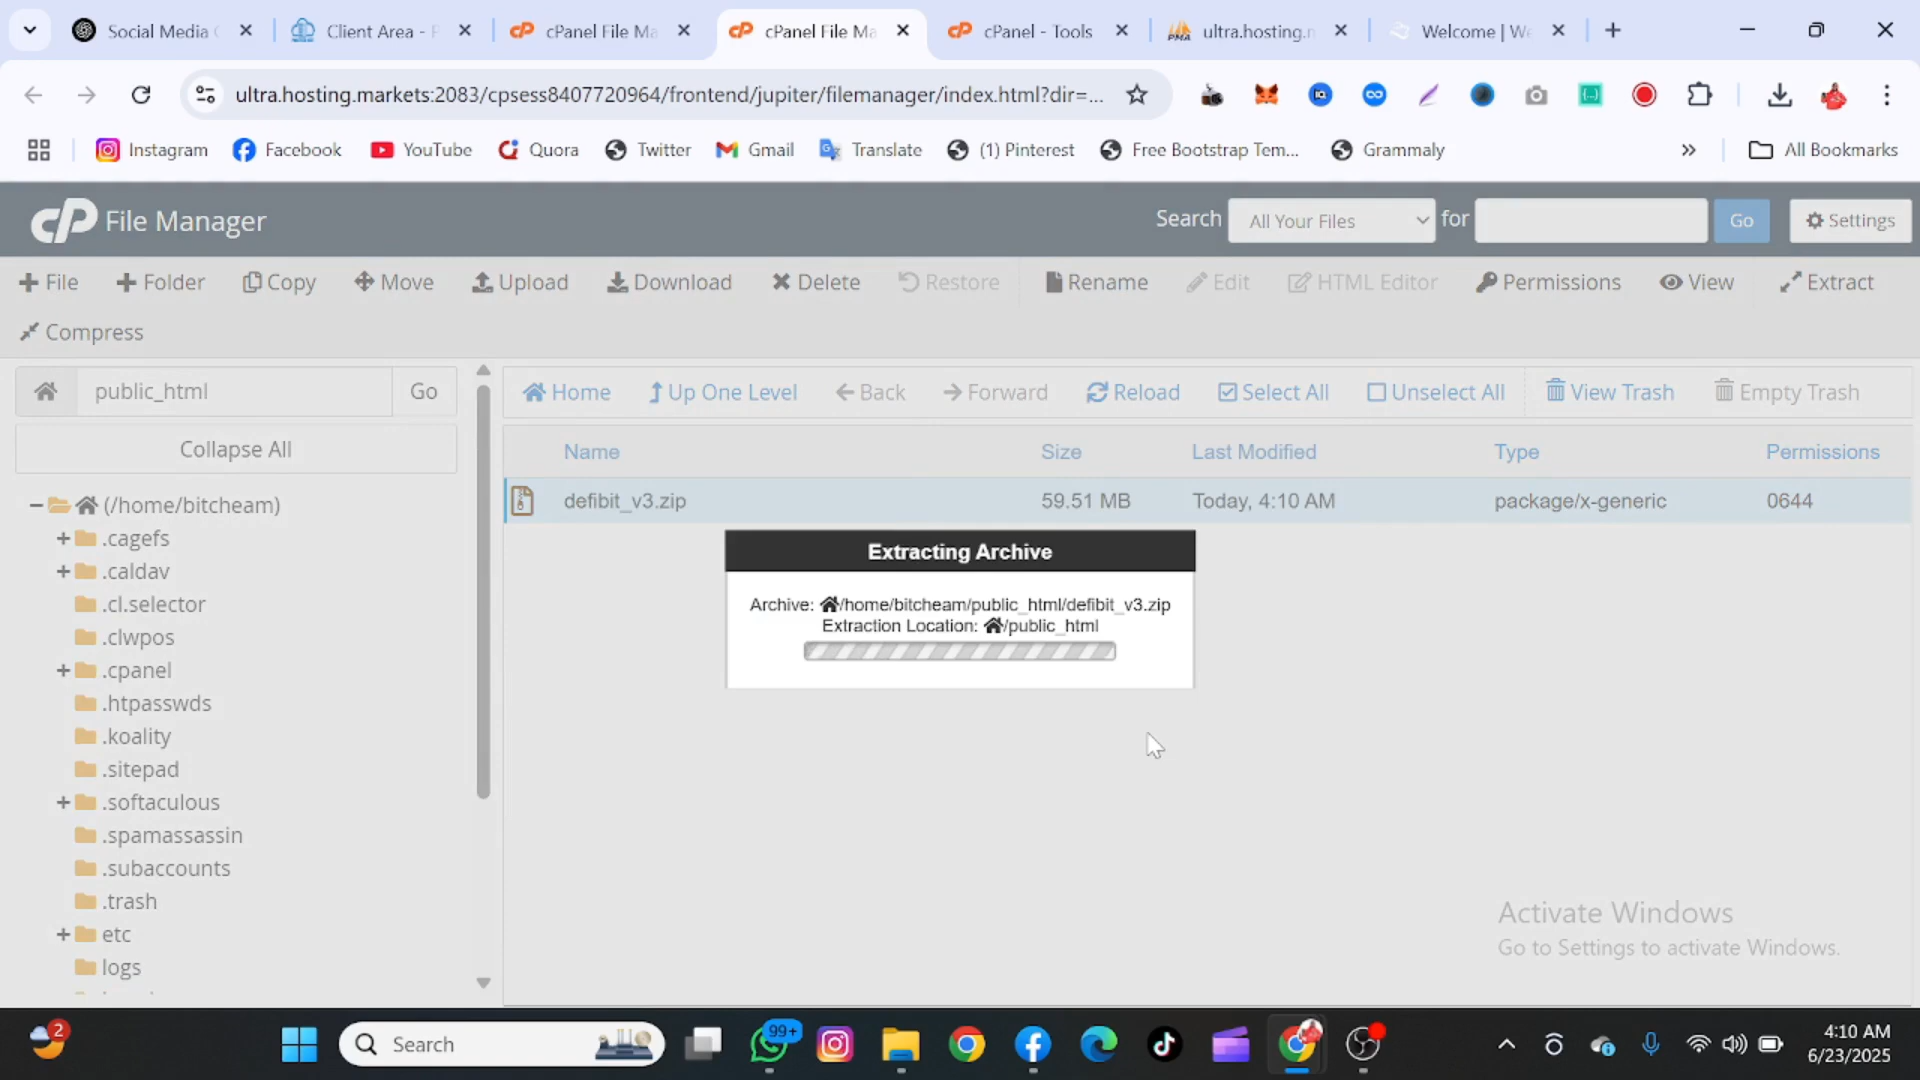 Social Media
Client Area - P
cPanel File Ma
cPanel File Ma
cPanel - Tools
ultra.hosting.m
Welcome | We
ultra.hosting.markets:2083/cpsess8407720964/frontend/jupiter/filemanager/index.html?dir=...
Instagram
Facebook
YouTube
Quora
Twitter
Gmail
Translate
(1) Pinterest
Free Bootstrap Tem...
Grammaly
»
All Bookmarks
cP File Manager
Search
All Your Files
for
Go
Settings
File
Folder
Copy
Move
Upload
Download
Delete
Restore
Rename
Edit
HTML Editor
Permissions
View
Extract
Compress
public_html
Go
Home
Up One Level
Back
Forward
Reload
Select All
Unselect All
View Trash
Empty Trash
Collapse All
Name
Size
Last Modified
Type
Permissions
defibit_v3.zip
59.51 MB
Today, 4:10 AM
package/x-generic
0644
(/home/bitcheam)
.cagefs
.caldav
.cl.selector
.clwpos
.cpanel
.htpasswds
.koality
.sitepad
.softaculous
.spamassassin
.subaccounts
.trash
etc
logs
Extracting Archive
Archive: /home/bitcheam/public_html/defibit_v3.zip
Extraction Location: /public_html
Activate Windows
Go to Settings to activate Windows.
2
Search
99+
4:10 AM
6/23/2025